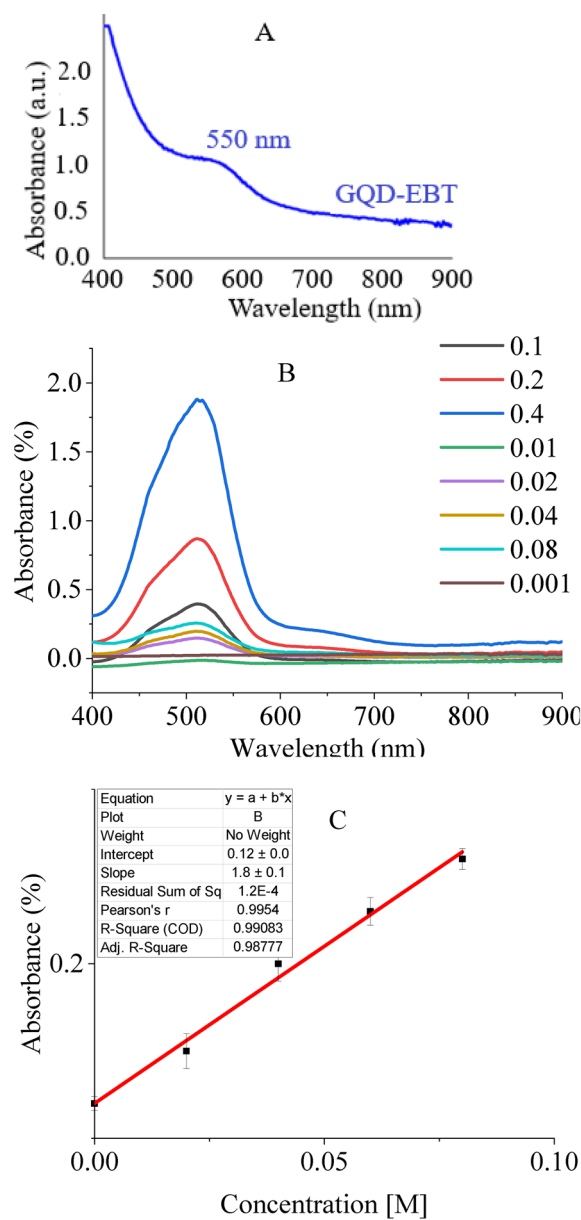 A
Absorbance (a.u.)
2.0
1.5
1.0
0.5
0.0
550 nm
GQD-EBT
400 500 600 700 800 900
Wavelength (nm)
B
Absorbance (%)
2.0
1.5
1.0
0.5
0.0
0.1
0.2
0.4
0.01
0.02
0.04
0.08
0.001
400 500 600 700 800 900
Wavelength [nm]
C
Equation y = a + b*x
Plot B
Weight No Weight
Intercept 0.12 ± 0.0
Slope 1.8 ± 0.1
Residual Sum of Sq 1.2E-4
Pearson's r 0.9954
R-Square (COD) 0.99083
Adj. R-Square 0.98777
Absorbance (%)
0.2
0.00 0.05 0.10
Concentration [M]